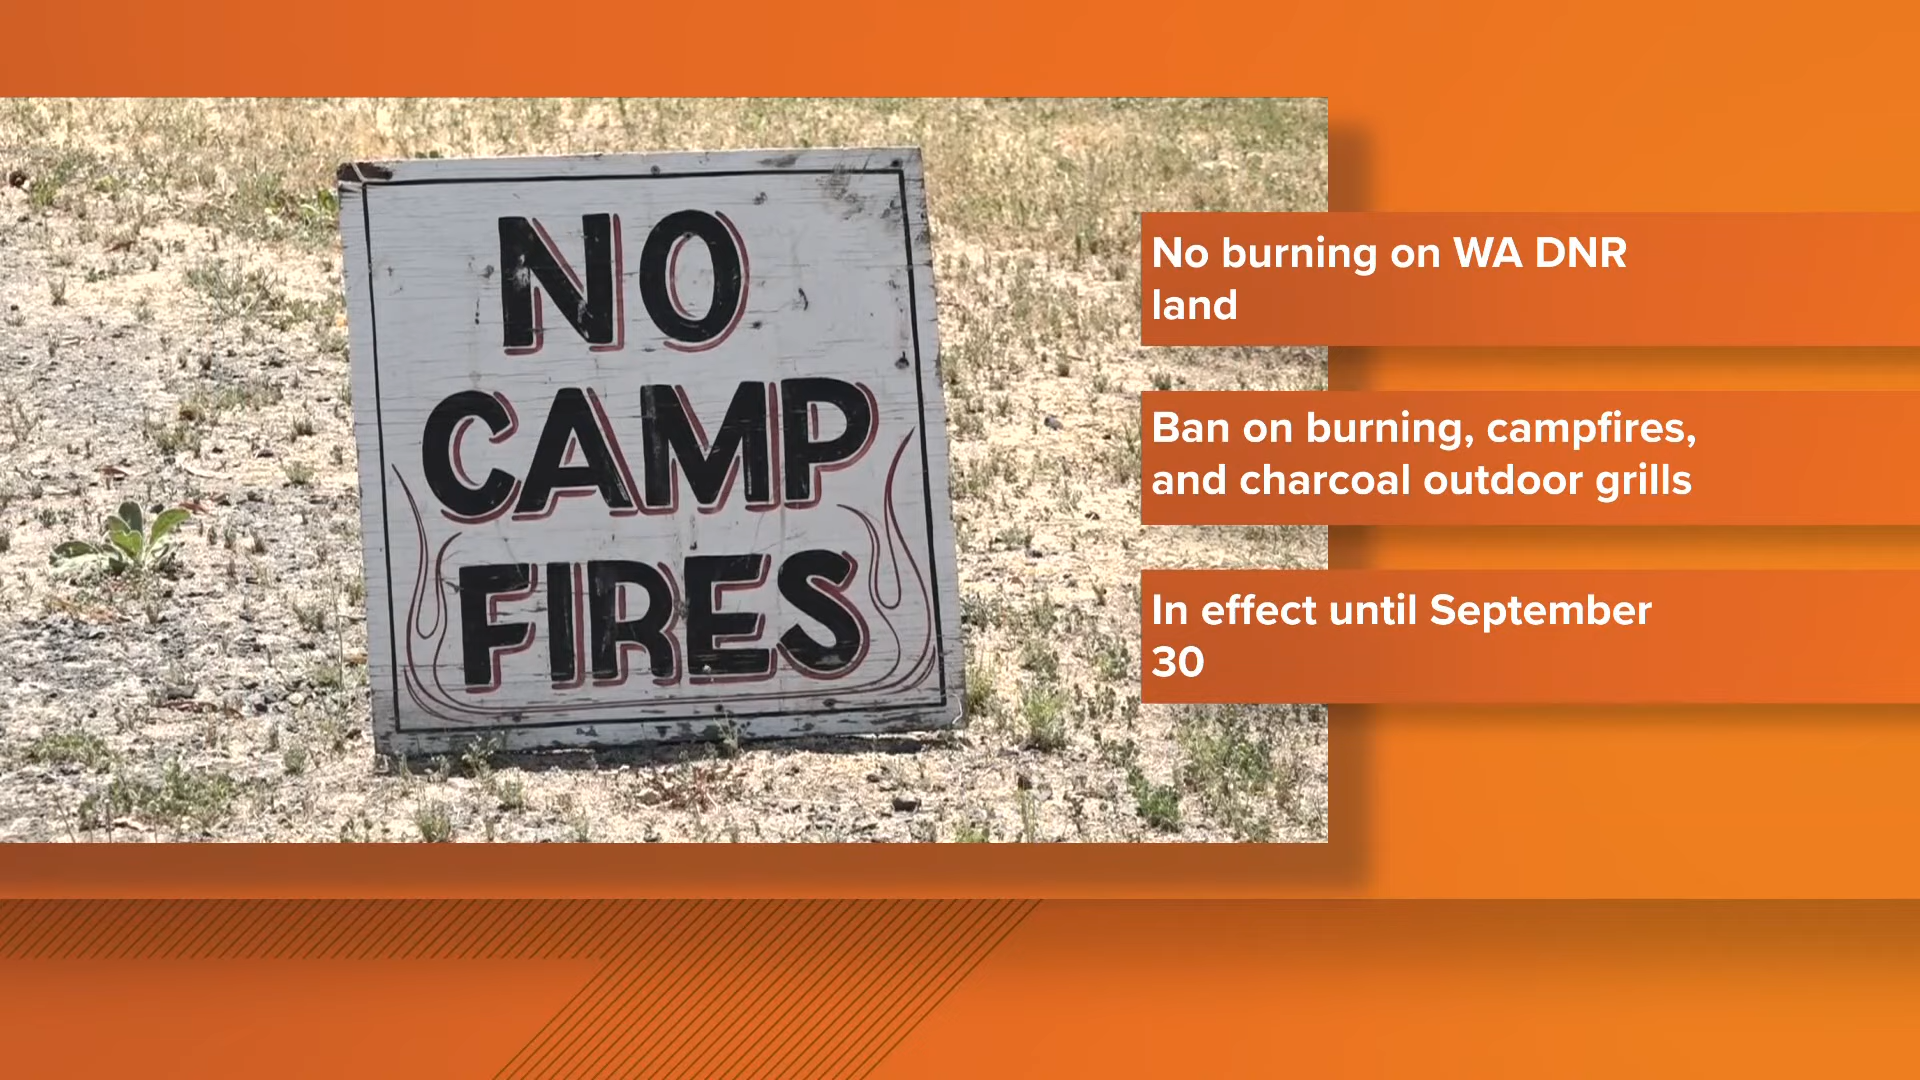 NO
CAMP
FIRES
No burning on WA DNR
land
Ban on burning, campfires,
and charcoal outdoor grills
In effect until September
30